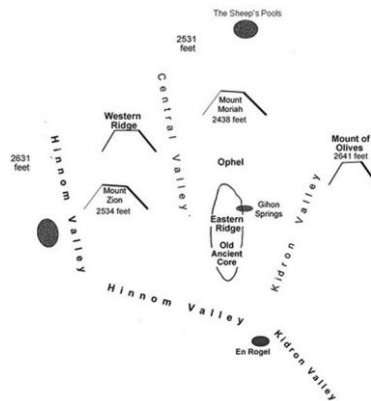 The Sheep's Pools
2531
feet
Central Valley
Mount
Moriah
2438 feet
Western
Ridge
Hinnom Valley
Mount of
Olives
2641 feet
2631
feet
Ophel
Mount
Zion
2534 feet
Gihon
Springs
Eastern
Ridge
Old
Ancient
Core
Kidron Valley
Hinnom Valley
En Rogel
Kidron Valley